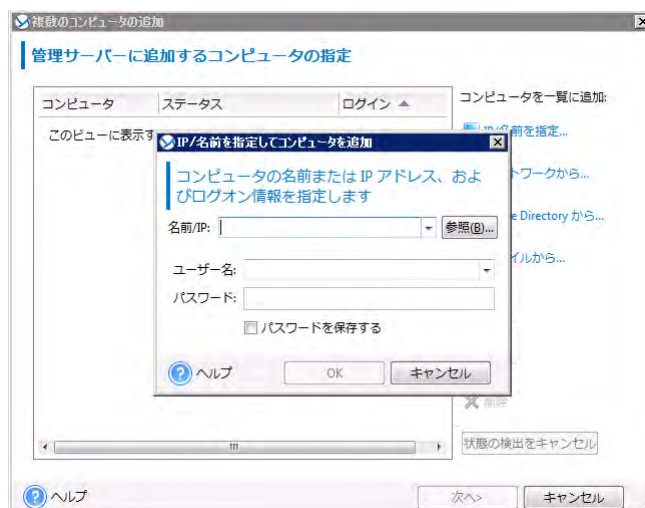 複数のコンピュータの追加
管理サーバーに追加するコンピュータの指定
コンピュータ ステータス ログイン
コンピュータを一覧に追加:
このビューに表示す
前を指定...
トワークから...
e Directory から...
イルから...
IP/名前を指定してコンピュータを追加
コンピュータの名前または IP アドレス、およ
びログオン情報を指定します
名前/IP:
参照(B)...
ユーザー名:
パスワード:
パスワードを保存する
ヘルプ
OK
キャンセル
削除
状態の検出をキャンセル
ヘルプ
次へ>
キャンセル